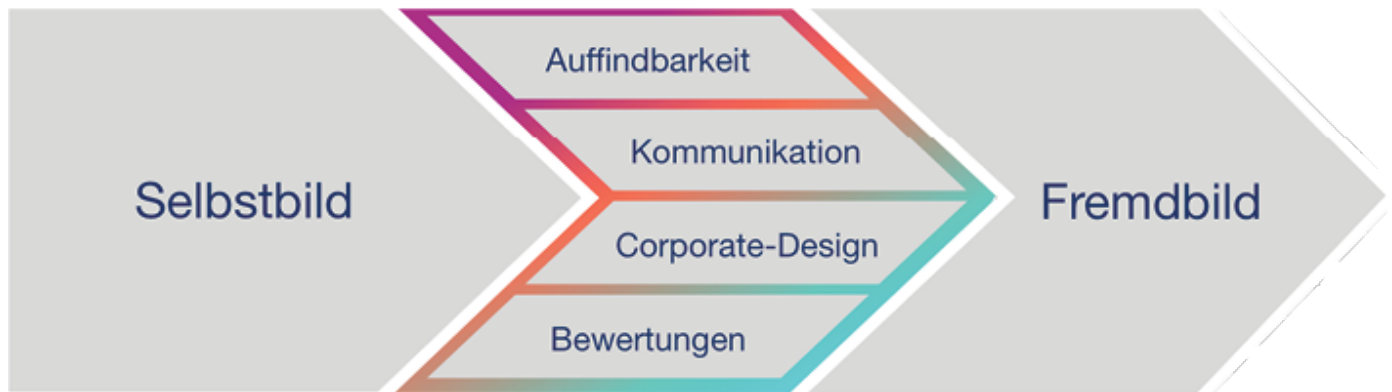 Selbstbild
Auffindbarkeit
Kommunikation
Corporate-Design
Bewertungen
Fremdbild